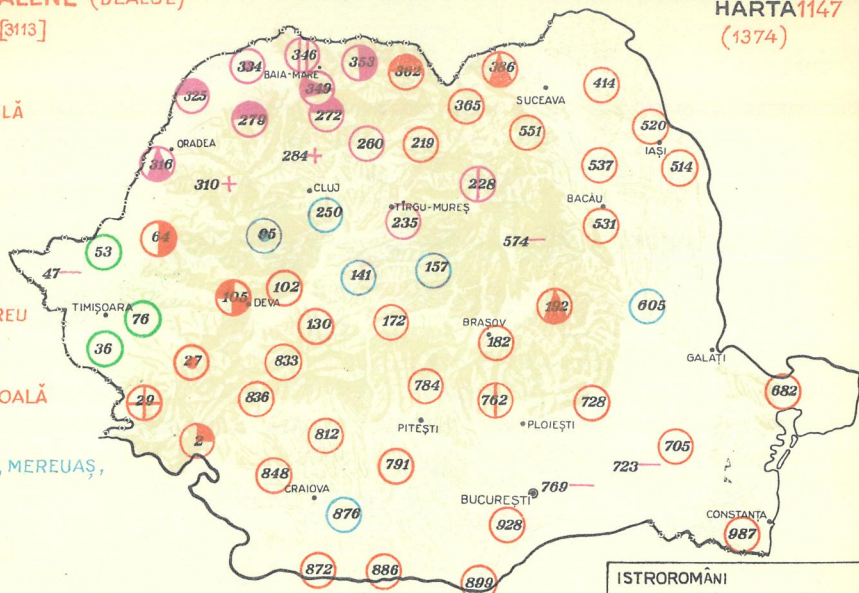 ALENE (DEALUL)
[3113]
HARTA 1147
(1374)
LĂ
REU
OALĂ
, MEREUAȘ,
346
334
353
BAIA-MARE
362
386
349
325
414
SUCEAVA
365
279
272
551
520
260
219
IAȘI
ORADEA
284
514
316
537
310
228
CLUJ
BACĂU
TÎRGU-MUREȘ
250
235
531
95
64
574
53
157
47
141
102
105
DEVA
192
605
TIMIȘOARA
76
130
172
BRAȘOV
182
36
GALAȚI
27
833
784
682
29
836
762
728
PITEȘTI
PLOIEȘTI
2
812
705
791
723
848
CRAIOVA
769
BUCUREȘTI
876
928
CONSTANȚA
987
872
886
899
ISTROROMÂNI